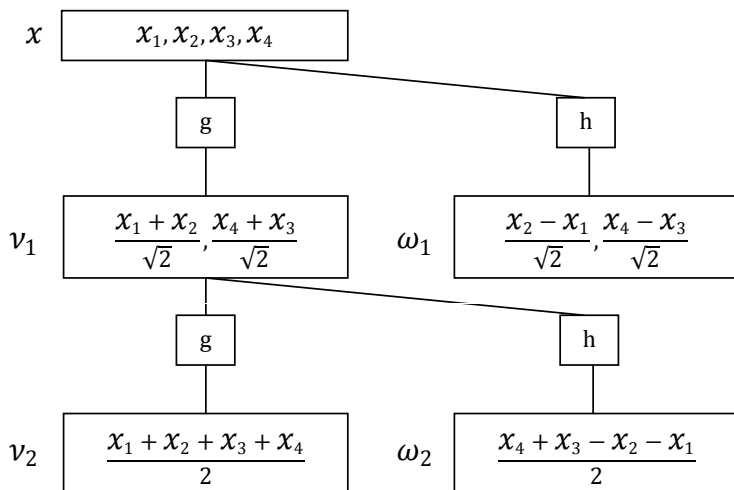 x x₁, x₂, x₃, x₄
g h
ν₁ (x₁ + x₂)/√2, (x₄ + x₃)/√2 ω₁ (x₂ − x₁)/√2, (x₄ − x₃)/√2
g h
ν₂ (x₁ + x₂ + x₃ + x₄)/2 ω₂ (x₄ + x₃ − x₂ − x₁)/2